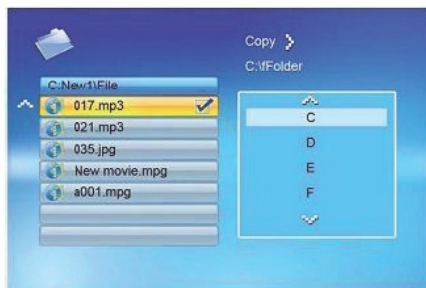 Copy
C:\fFolder
C:New1\File
017.mp3
021.mp3
035.jpg
New movie.mpg
a001.mpg
C
D
E
F